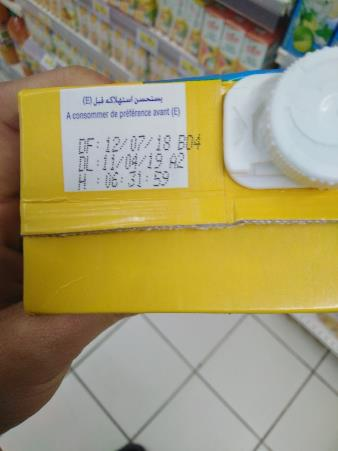 يستحسن استهلاكه قبل (E)
A consommer de préférence avant (E)
DF: 12/07/18 B04
DL: 11/04/19 A2
H : 06:31:59